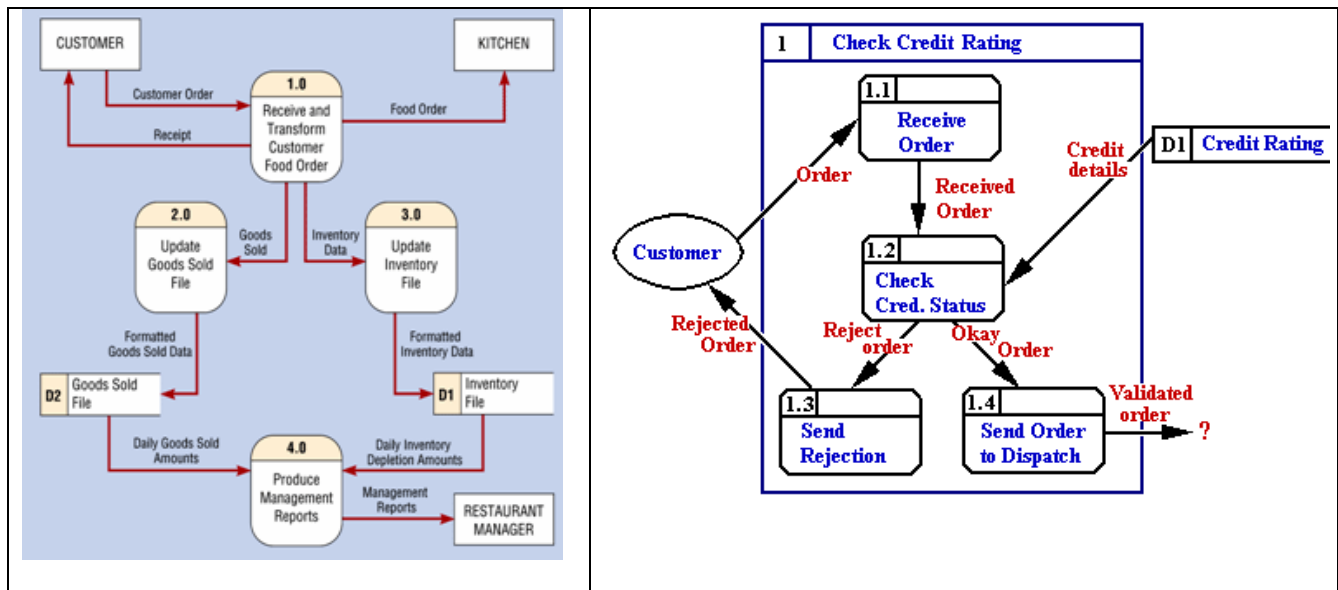 CUSTOMER
KITCHEN
1.0
Receive and
Transform
Customer
Food Order
Customer Order
Food Order
Receipt
2.0
Update
Goods Sold
File
Goods
Sold
Inventory
Data
3.0
Update
Inventory
File
Formatted
Goods Sold Data
Formatted
Inventory Data
D2
Goods Sold
File
D1
Inventory
File
Daily Goods Sold
Amounts
4.0
Produce
Management
Reports
Daily Inventory
Depletion Amounts
Management
Reports
RESTAURANT
MANAGER
1
Check Credit Rating
1.1
Receive
Order
D1
Credit Rating
Credit
details
Order
Received
Order
Customer
1.2
Check
Cred. Status
Rejected
Order
Reject
order
Okay
Order
1.3
Send
Rejection
1.4
Send Order
to Dispatch
Validated
order
?